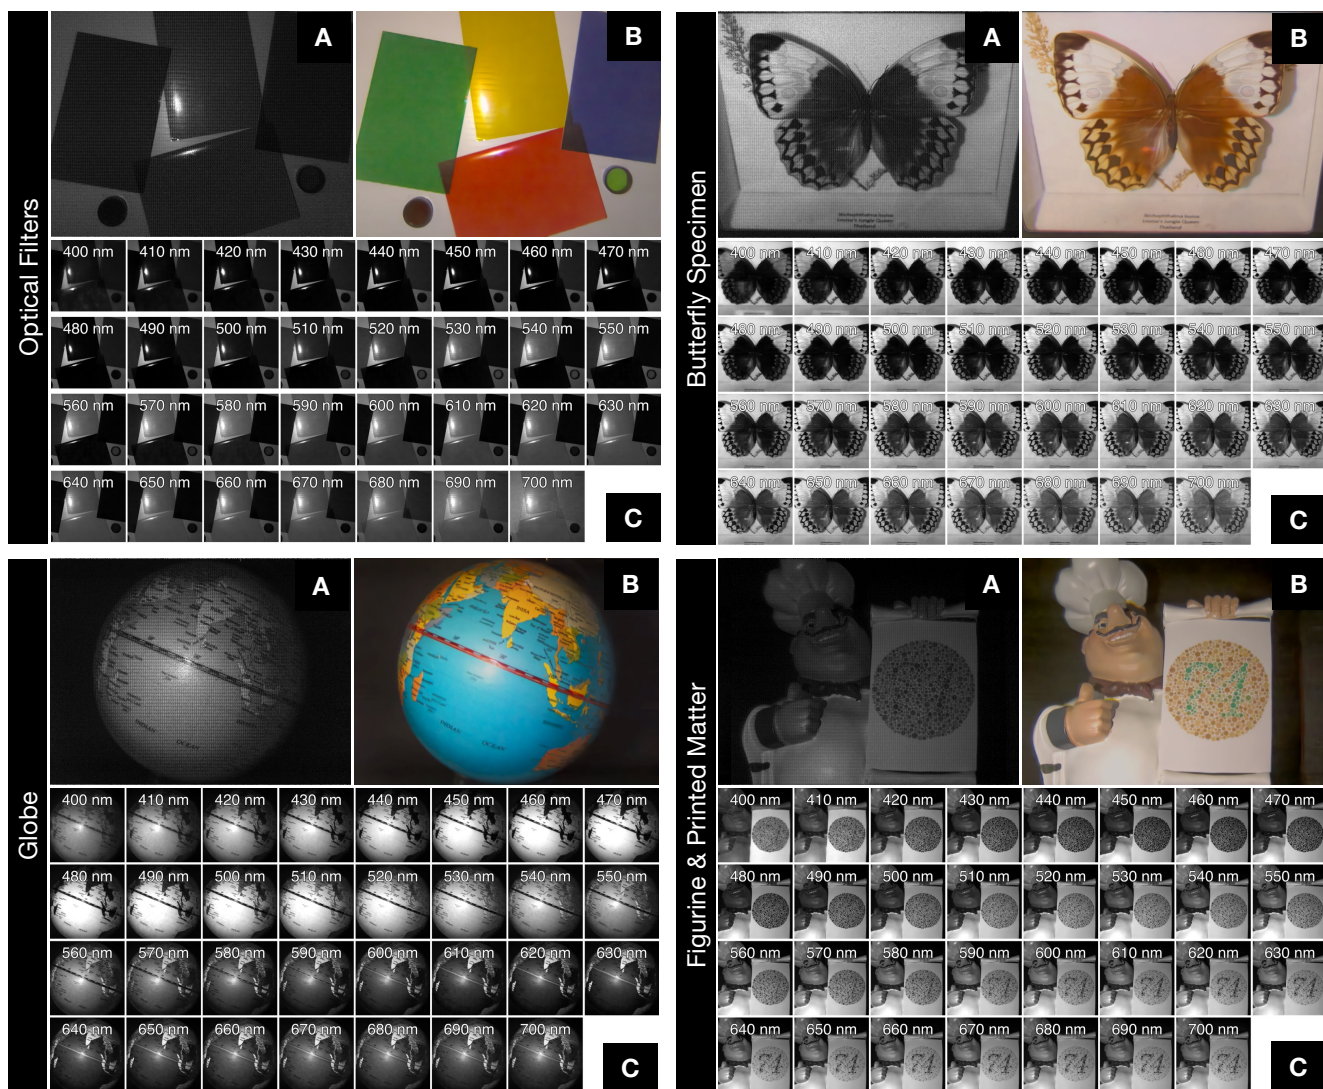 Optical Filters
A
B
400 nm 410 nm 420 nm 430 nm 440 nm 450 nm 460 nm 470 nm
480 nm 490 nm 500 nm 510 nm 520 nm 530 nm 540 nm 550 nm
560 nm 570 nm 580 nm 590 nm 600 nm 610 nm 620 nm 630 nm
640 nm 650 nm 660 nm 670 nm 680 nm 690 nm 700 nm
C
Butterfly Specimen
A
B
400 nm 410 nm 420 nm 430 nm 440 nm 450 nm 460 nm 470 nm
480 nm 490 nm 500 nm 510 nm 520 nm 530 nm 540 nm 550 nm
560 nm 570 nm 580 nm 590 nm 600 nm 610 nm 620 nm 630 nm
640 nm 650 nm 660 nm 670 nm 680 nm 690 nm 700 nm
C
Globe
A
B
INDIAN
OCEAN
INDIAN
OCEAN
400 nm 410 nm 420 nm 430 nm 440 nm 450 nm 460 nm 470 nm
480 nm 490 nm 500 nm 510 nm 520 nm 530 nm 540 nm 550 nm
560 nm 570 nm 580 nm 590 nm 600 nm 610 nm 620 nm 630 nm
640 nm 650 nm 660 nm 670 nm 680 nm 690 nm 700 nm
C
Figurine & Printed Matter
A
B
74
400 nm 410 nm 420 nm 430 nm 440 nm 450 nm 460 nm 470 nm
480 nm 490 nm 500 nm 510 nm 520 nm 530 nm 540 nm 550 nm
560 nm 570 nm 580 nm 590 nm 600 nm 610 nm 620 nm 630 nm
640 nm 650 nm 660 nm 670 nm 680 nm 690 nm 700 nm
C